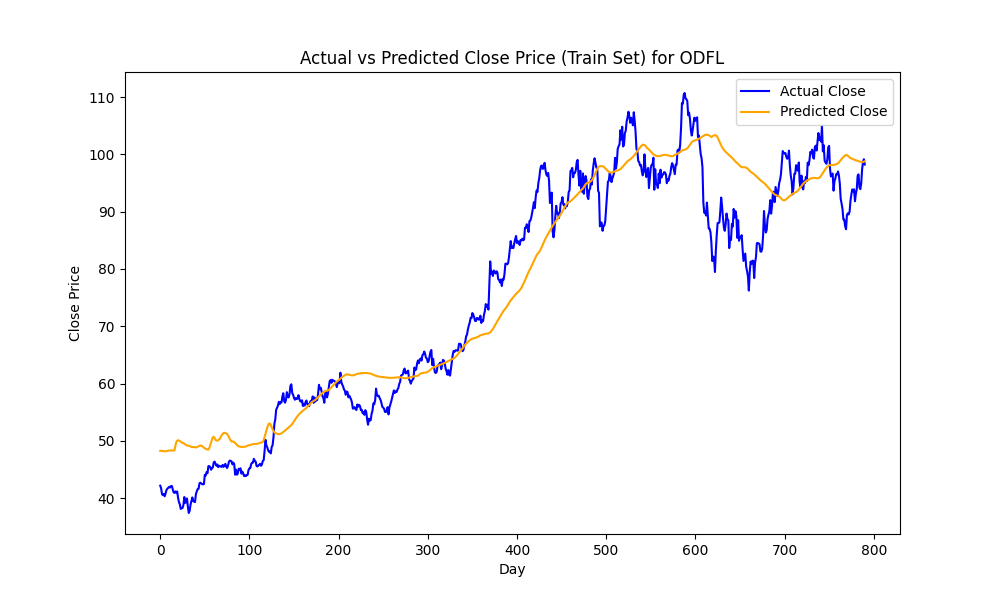 Actual vs Predicted Close Price (Train Set) for ODFL
Actual Close
Predicted Close
Close Price
110
100
90
80
70
60
50
40
0 100 200 300 400 500 600 700 800
Day